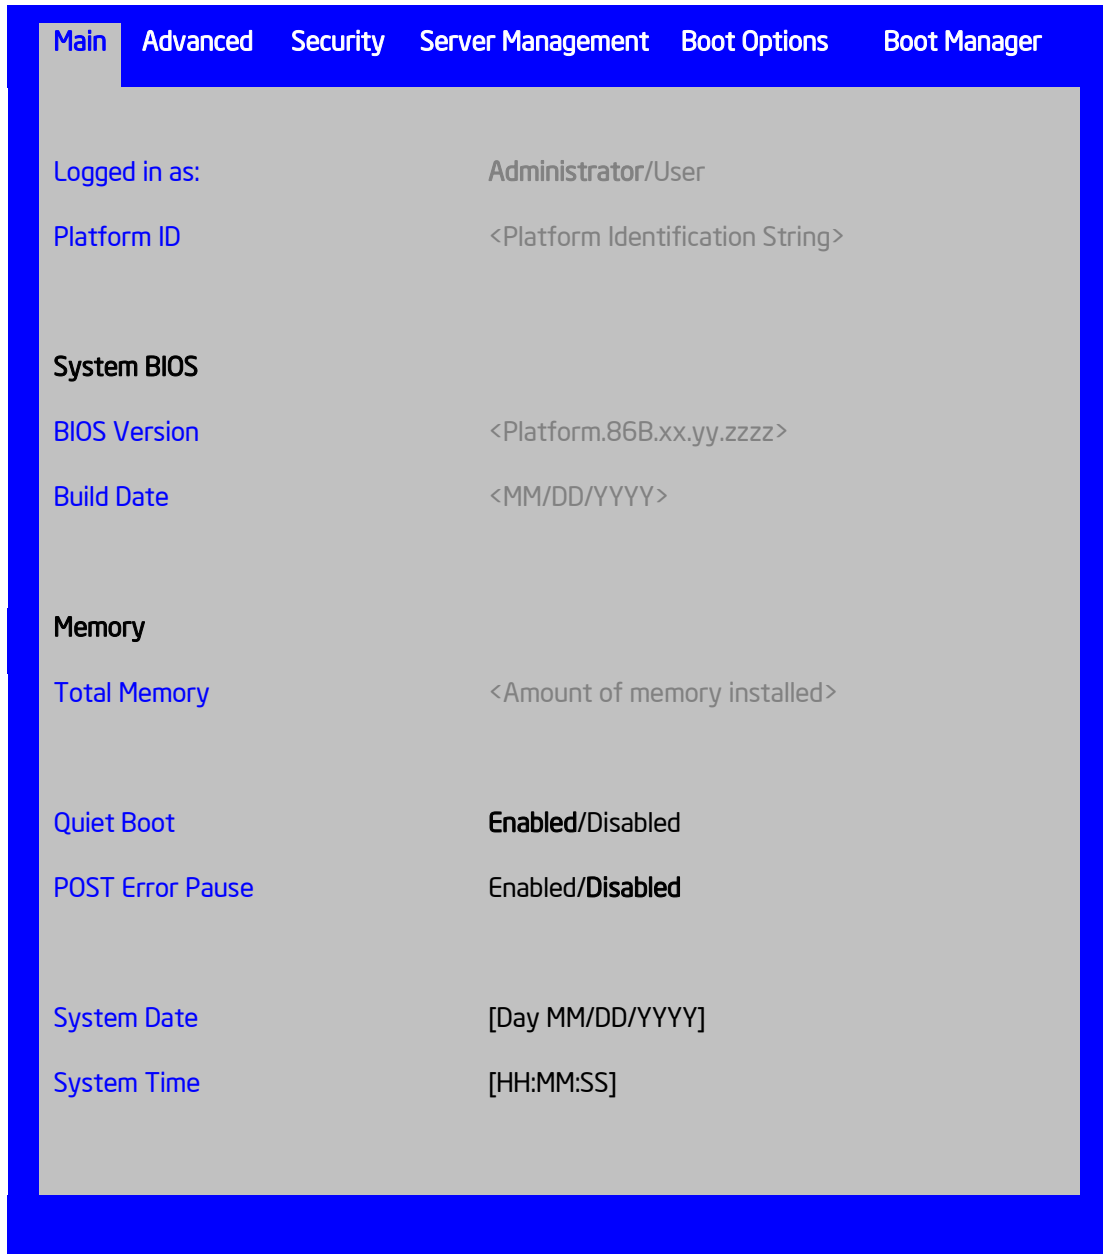 Main Advanced Security Server Management Boot Options Boot Manager
Logged in as: Administrator/User
Platform ID <Platform Identification String>
System BIOS
BIOS Version <Platform.86B.xx.yy.zzzz>
Build Date <MM/DD/YYYY>
Memory
Total Memory <Amount of memory installed>
Quiet Boot Enabled/Disabled
POST Error Pause Enabled/Disabled
System Date [Day MM/DD/YYYY]
System Time [HH:MM:SS]